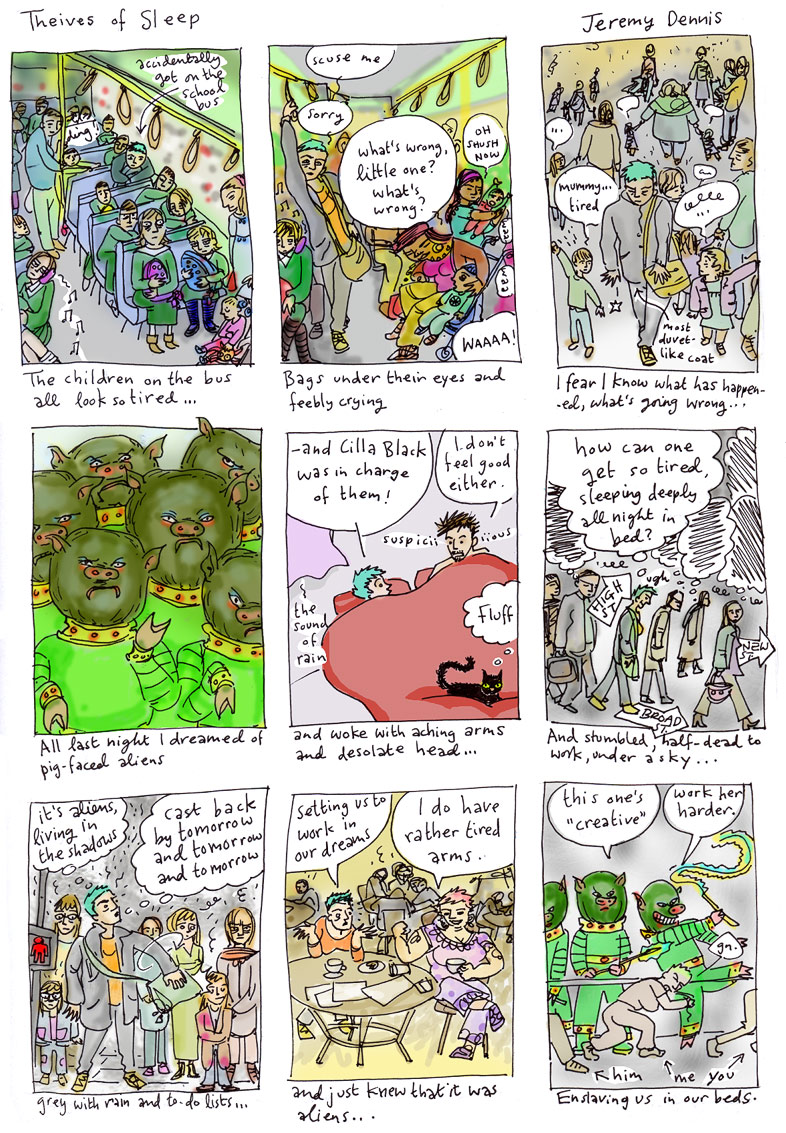 Theives of Sleep
Jeremy Dennis
accidentally
got on the
school
bus
ding!
The children on the bus
all look so tired ...
scuse me
sorry
what's wrong,
little one?
what's
wrong?
OH
SHUSH
NOW
WAAAA!
Bags under their eyes and
feebly crying
...
mummy...
tired
...
most
duvet-
like coat
I fear I know what has happen-
-ed, what's going wrong...
All last night I dreamed of
pig-faced aliens
-and Cilla Black
was in charge
of them!
I don't
feel good
either.
suspicii
iious
the
sound
of
rain
Fluff
and woke with aching arms
and desolate head...
how can one
get so tired,
sleeping deeply
all night in
bed?
ugh
HIGH
ST
NEW
ST
BROAD
And stumbled, half-dead to
work, under a sky ...
it's aliens,
living in
the shadows
cast back
by tomorrow
and tomorrow
and tomorrow
grey with rain and to-do lists...
setting us to
work in
our dreams
I do have
rather tired
arms..
and just knew that it was
aliens...
this one's
"creative"
work her
harder.
gn.
him
me you
Enslaving us in our beds.